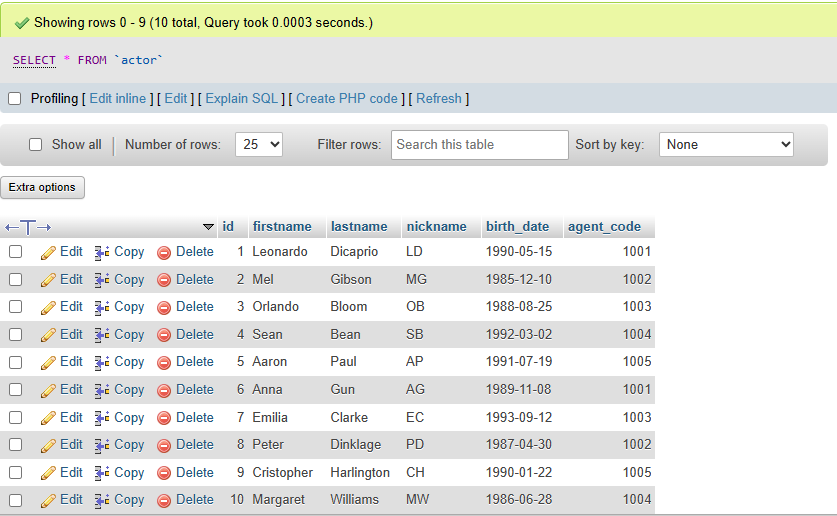 Showing rows 0 - 9 (10 total, Query took 0.0003 seconds.)
SELECT * FROM `actor`
Profiling [ Edit inline ] [ Edit ] [ Explain SQL ] [ Create PHP code ] [ Refresh ]
Show all Number of rows: 25 Filter rows: Search this table Sort by key: None
Extra options
←T→ id firstname lastname nickname birth_date agent_code
Edit Copy Delete 1 Leonardo Dicaprio LD 1990-05-15 1001
Edit Copy Delete 2 Mel Gibson MG 1985-12-10 1002
Edit Copy Delete 3 Orlando Bloom OB 1988-08-25 1003
Edit Copy Delete 4 Sean Bean SB 1992-03-02 1004
Edit Copy Delete 5 Aaron Paul AP 1991-07-19 1005
Edit Copy Delete 6 Anna Gun AG 1989-11-08 1001
Edit Copy Delete 7 Emilia Clarke EC 1993-09-12 1003
Edit Copy Delete 8 Peter Dinklage PD 1987-04-30 1002
Edit Copy Delete 9 Cristopher Harlington CH 1990-01-22 1005
Edit Copy Delete 10 Margaret Williams MW 1986-06-28 1004